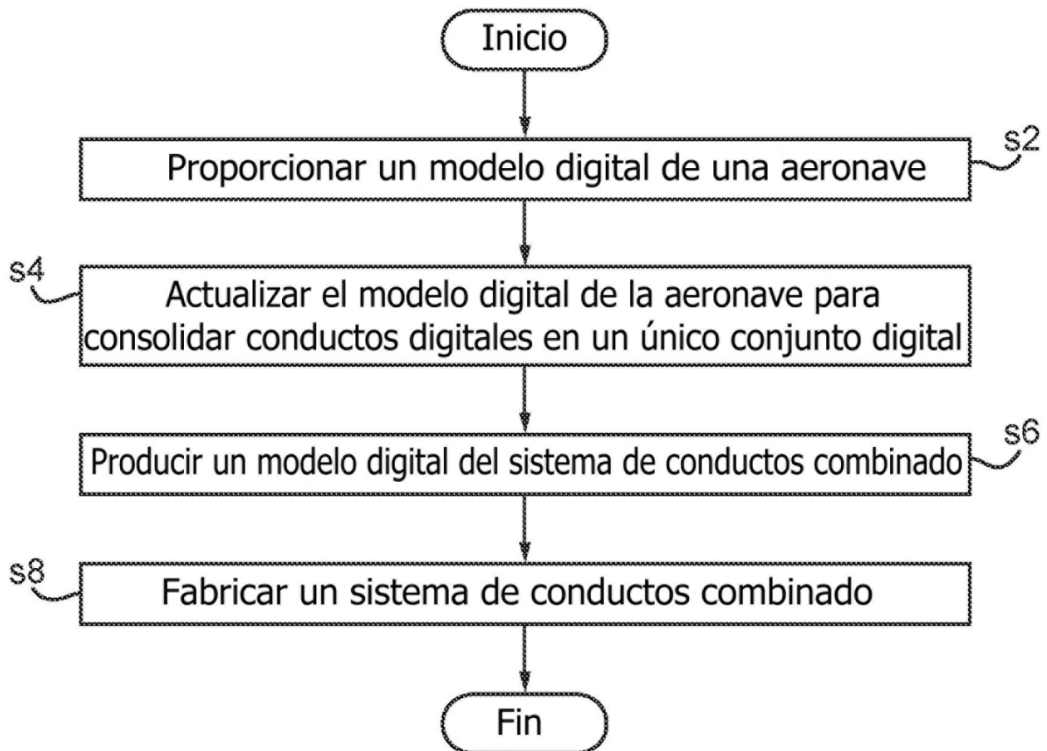 Inicio
Proporcionar un modelo digital de una aeronave
s2
s4
Actualizar el modelo digital de la aeronave para
consolidar conductos digitales en un único conjunto digital
Producir un modelo digital del sistema de conductos combinado
s6
s8
Fabricar un sistema de conductos combinado
Fin